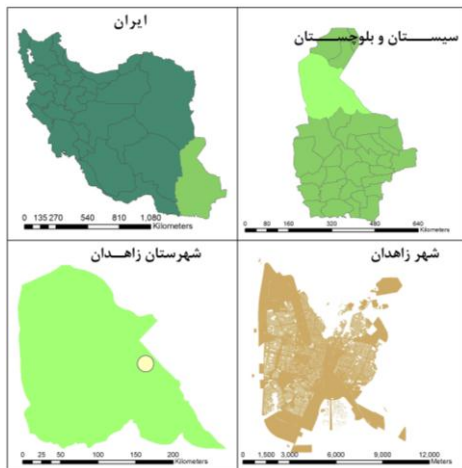 ایران
0 135 270 540 810 1,080
Kilometers
سیستان و بلوچستان
0 80 160 320 480 640
Kilometers
شهرستان زاهدان
0 25 50 100 150 200
Kilometers
شهر زاهدان
0 1,500 3,000 6,000 9,000 12,000
Meters